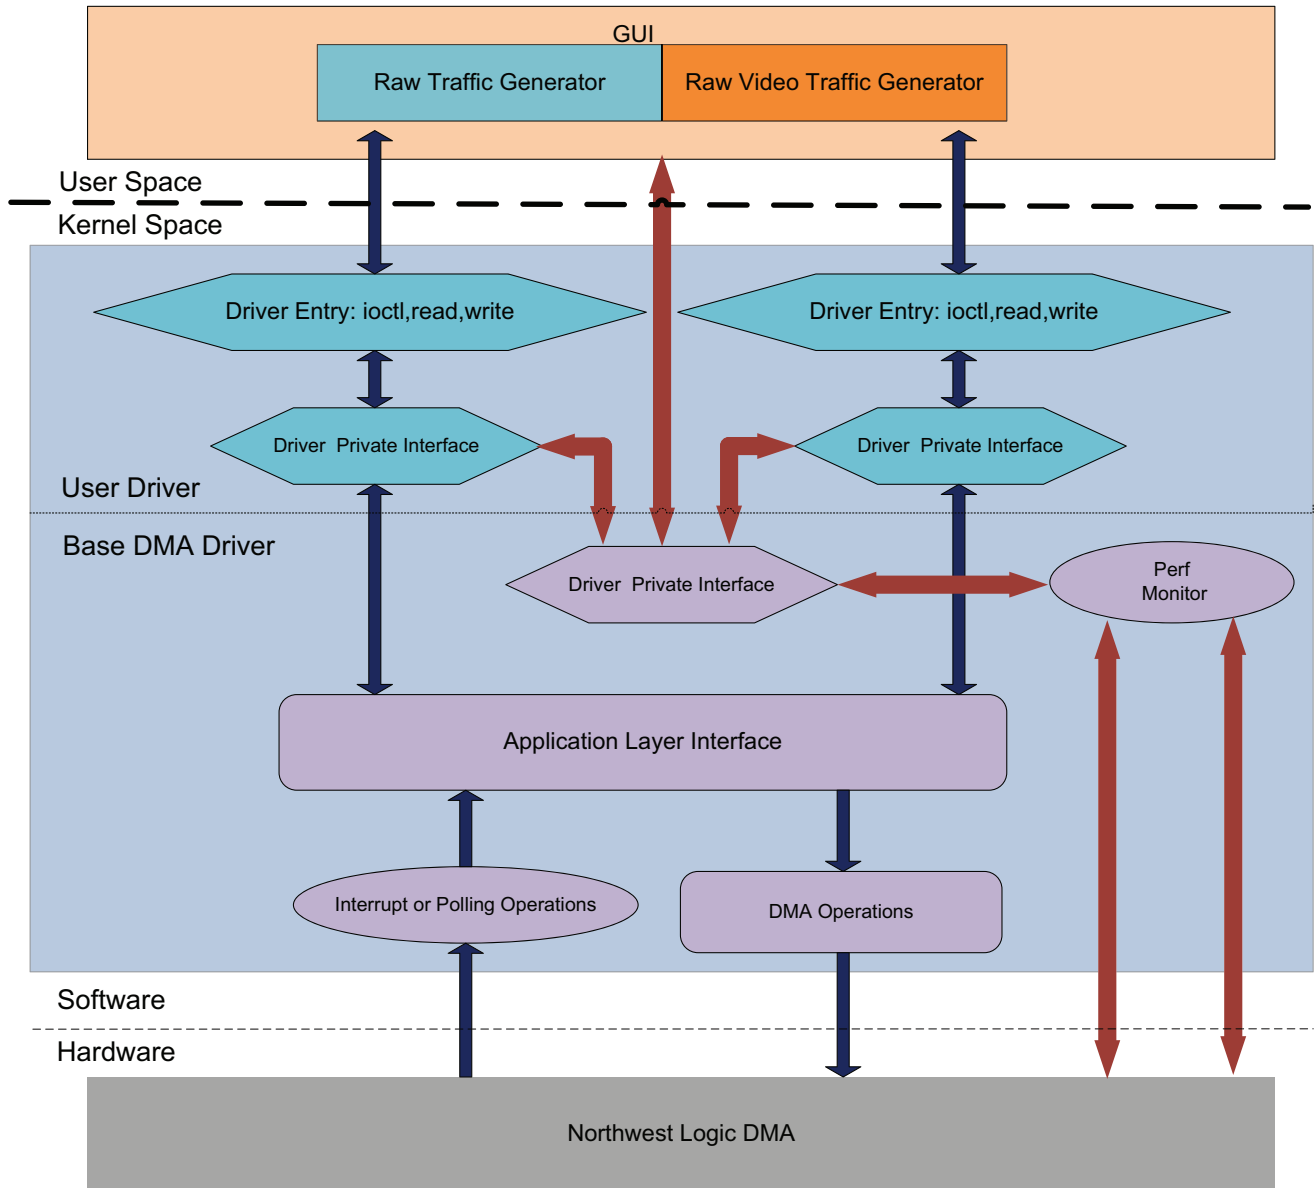 GUI
Raw Traffic Generator
Raw Video Traffic Generator
User Space
Kernel Space
Driver Entry: ioctl,read,write
Driver Entry: ioctl,read,write
Driver Private Interface
Driver Private Interface
User Driver
Base DMA Driver
Driver Private Interface
Perf
Monitor
Application Layer Interface
Interrupt or Polling Operations
DMA Operations
Software
Hardware
Northwest Logic DMA